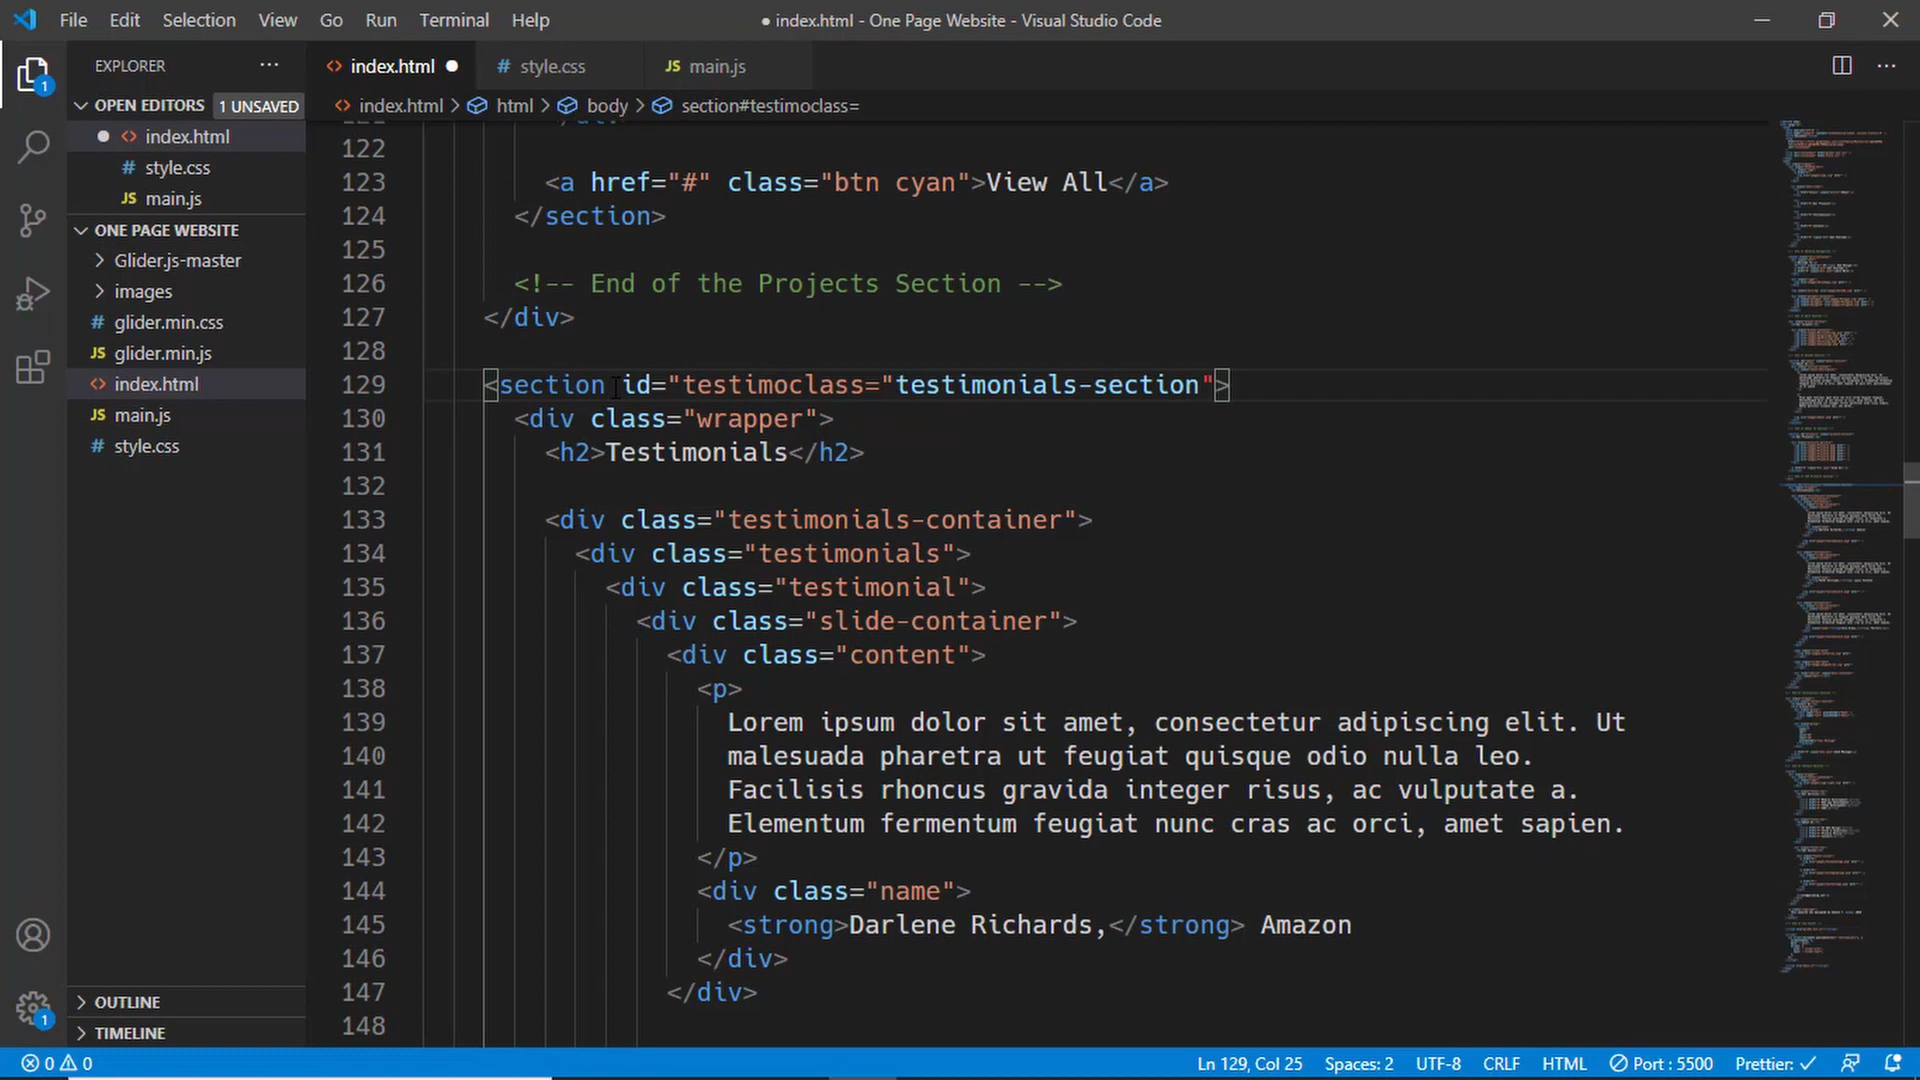 File Edit Selection View Go Run Terminal Help
● index.html - One Page Website - Visual Studio Code
EXPLORER
OPEN EDITORS 1 UNSAVED
index.html
style.css
JS main.js
ONE PAGE WEBSITE
Glider.js-master
images
# glider.min.css
JS glider.min.js
<> index.html
JS main.js
# style.css
OUTLINE
TIMELINE
1
1
<> index.html ● # style.css JS main.js
<> index.html > html > body > section#testimoclass=
122
123 <a href="#" class="btn cyan">View All</a>
124 </section>
125
126 <!-- End of the Projects Section -->
127 </div>
128
129 <section id="testimoclass="testimonials-section">
130 <div class="wrapper">
131 <h2>Testimonials</h2>
132
133 <div class="testimonials-container">
134 <div class="testimonials">
135 <div class="testimonial">
136 <div class="slide-container">
137 <div class="content">
138 <p>
139 Lorem ipsum dolor sit amet, consectetur adipiscing elit. Ut
140 malesuada pharetra ut feugiat quisque odio nulla leo.
141 Facilisis rhoncus gravida integer risus, ac vulputate a.
142 Elementum fermentum feugiat nunc cras ac orci, amet sapien.
143 </p>
144 <div class="name">
145 <strong>Darlene Richards,</strong> Amazon
146 </div>
147 </div>
148
0 0 Ln 129, Col 25 Spaces: 2 UTF-8 CRLF HTML Port : 5500 Prettier: ✓